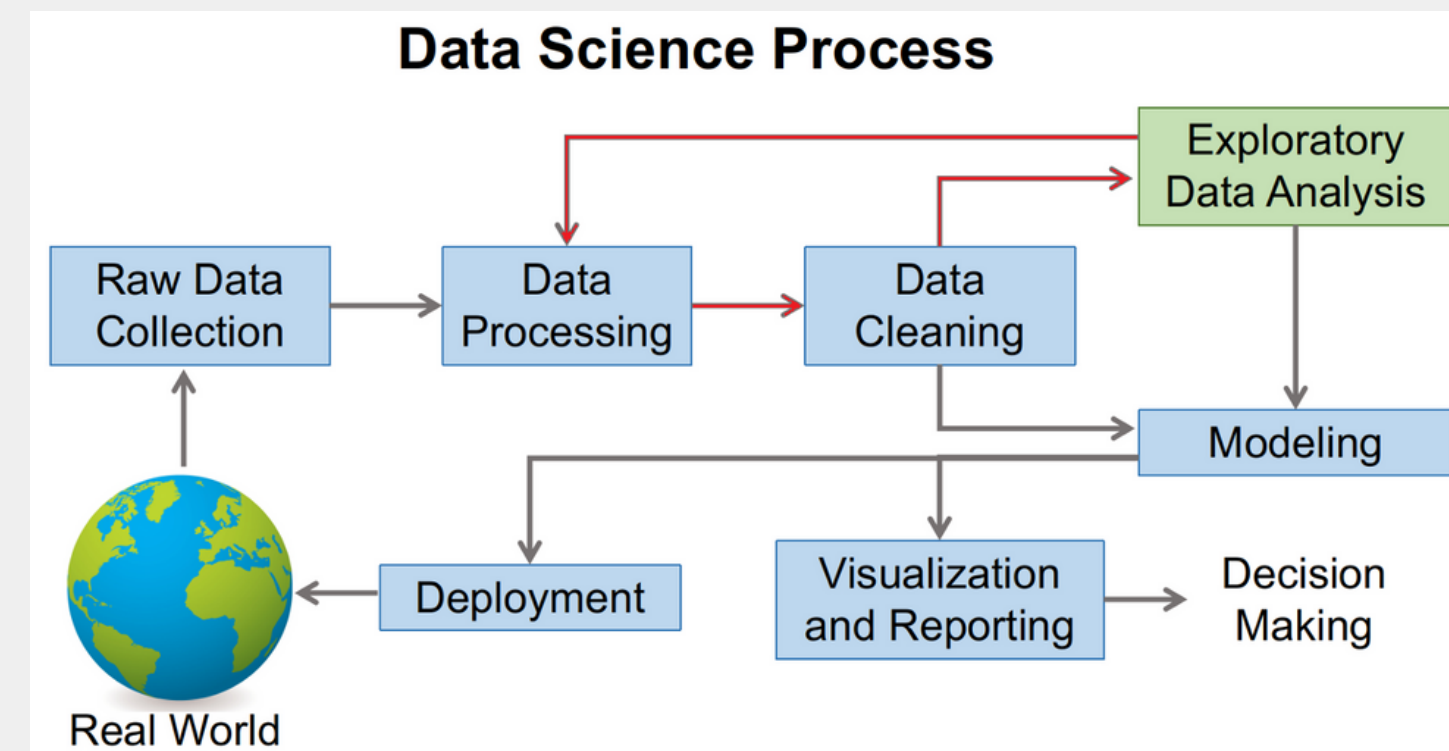 Data Science Process
Exploratory
Data Analysis
Raw Data
Collection
Data
Processing
Data
Cleaning
Modeling
Deployment
Visualization
and Reporting
Decision
Making
Real World